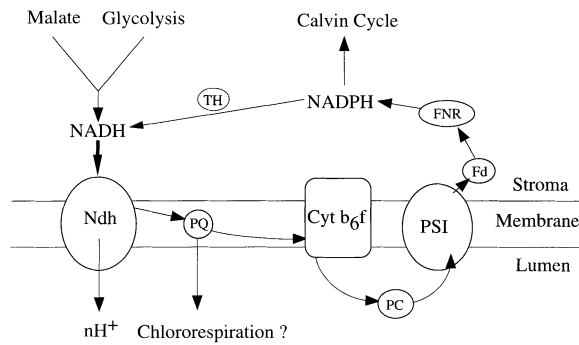 Malate Glycolysis Calvin Cycle
TH
NADPH
FNR
NADH
Fd
Stroma
Ndh
PQ
Cyt b6f
PSI
Membrane
Lumen
PC
nH+ Chlororespiration ?